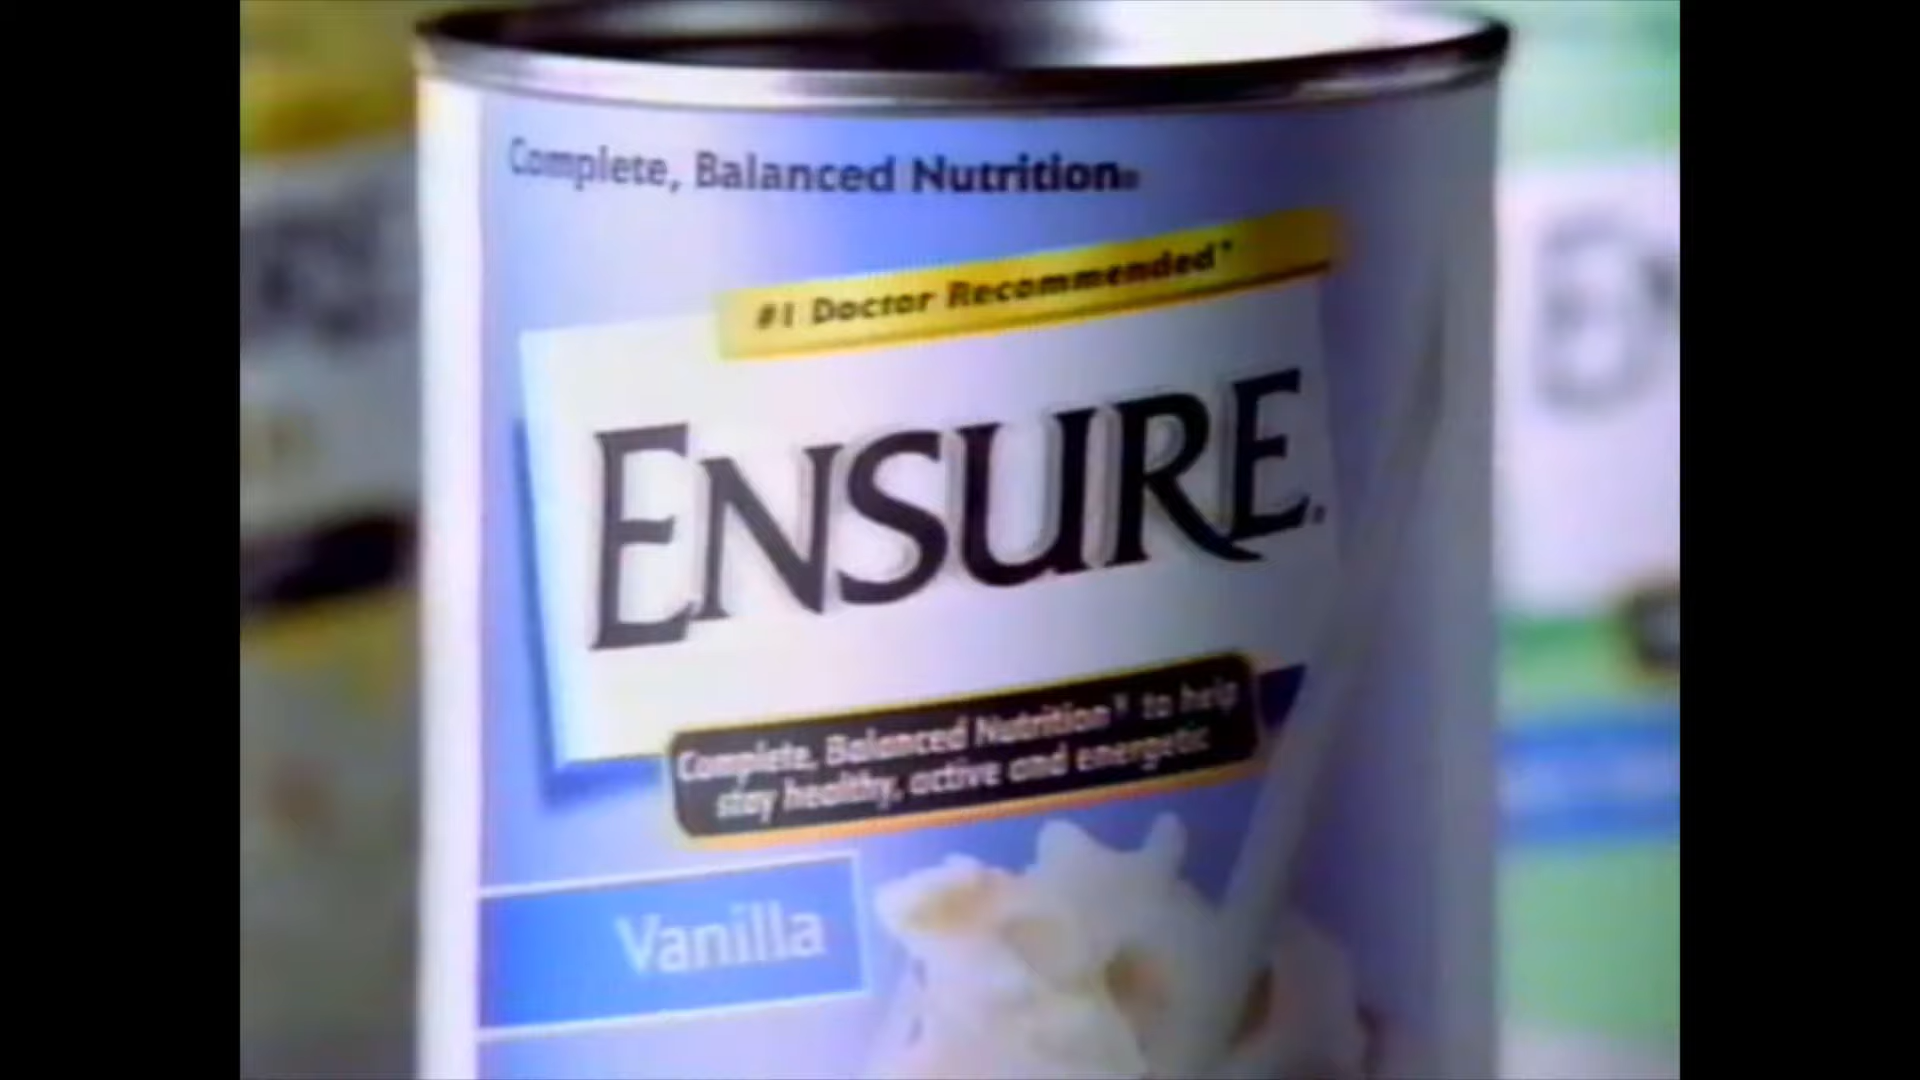 Complete, Balanced Nutrition®
#1 Doctor Recommended*
ENSURE®
Complete, Balanced Nutrition® to help
stay healthy, active and energetic
Vanilla